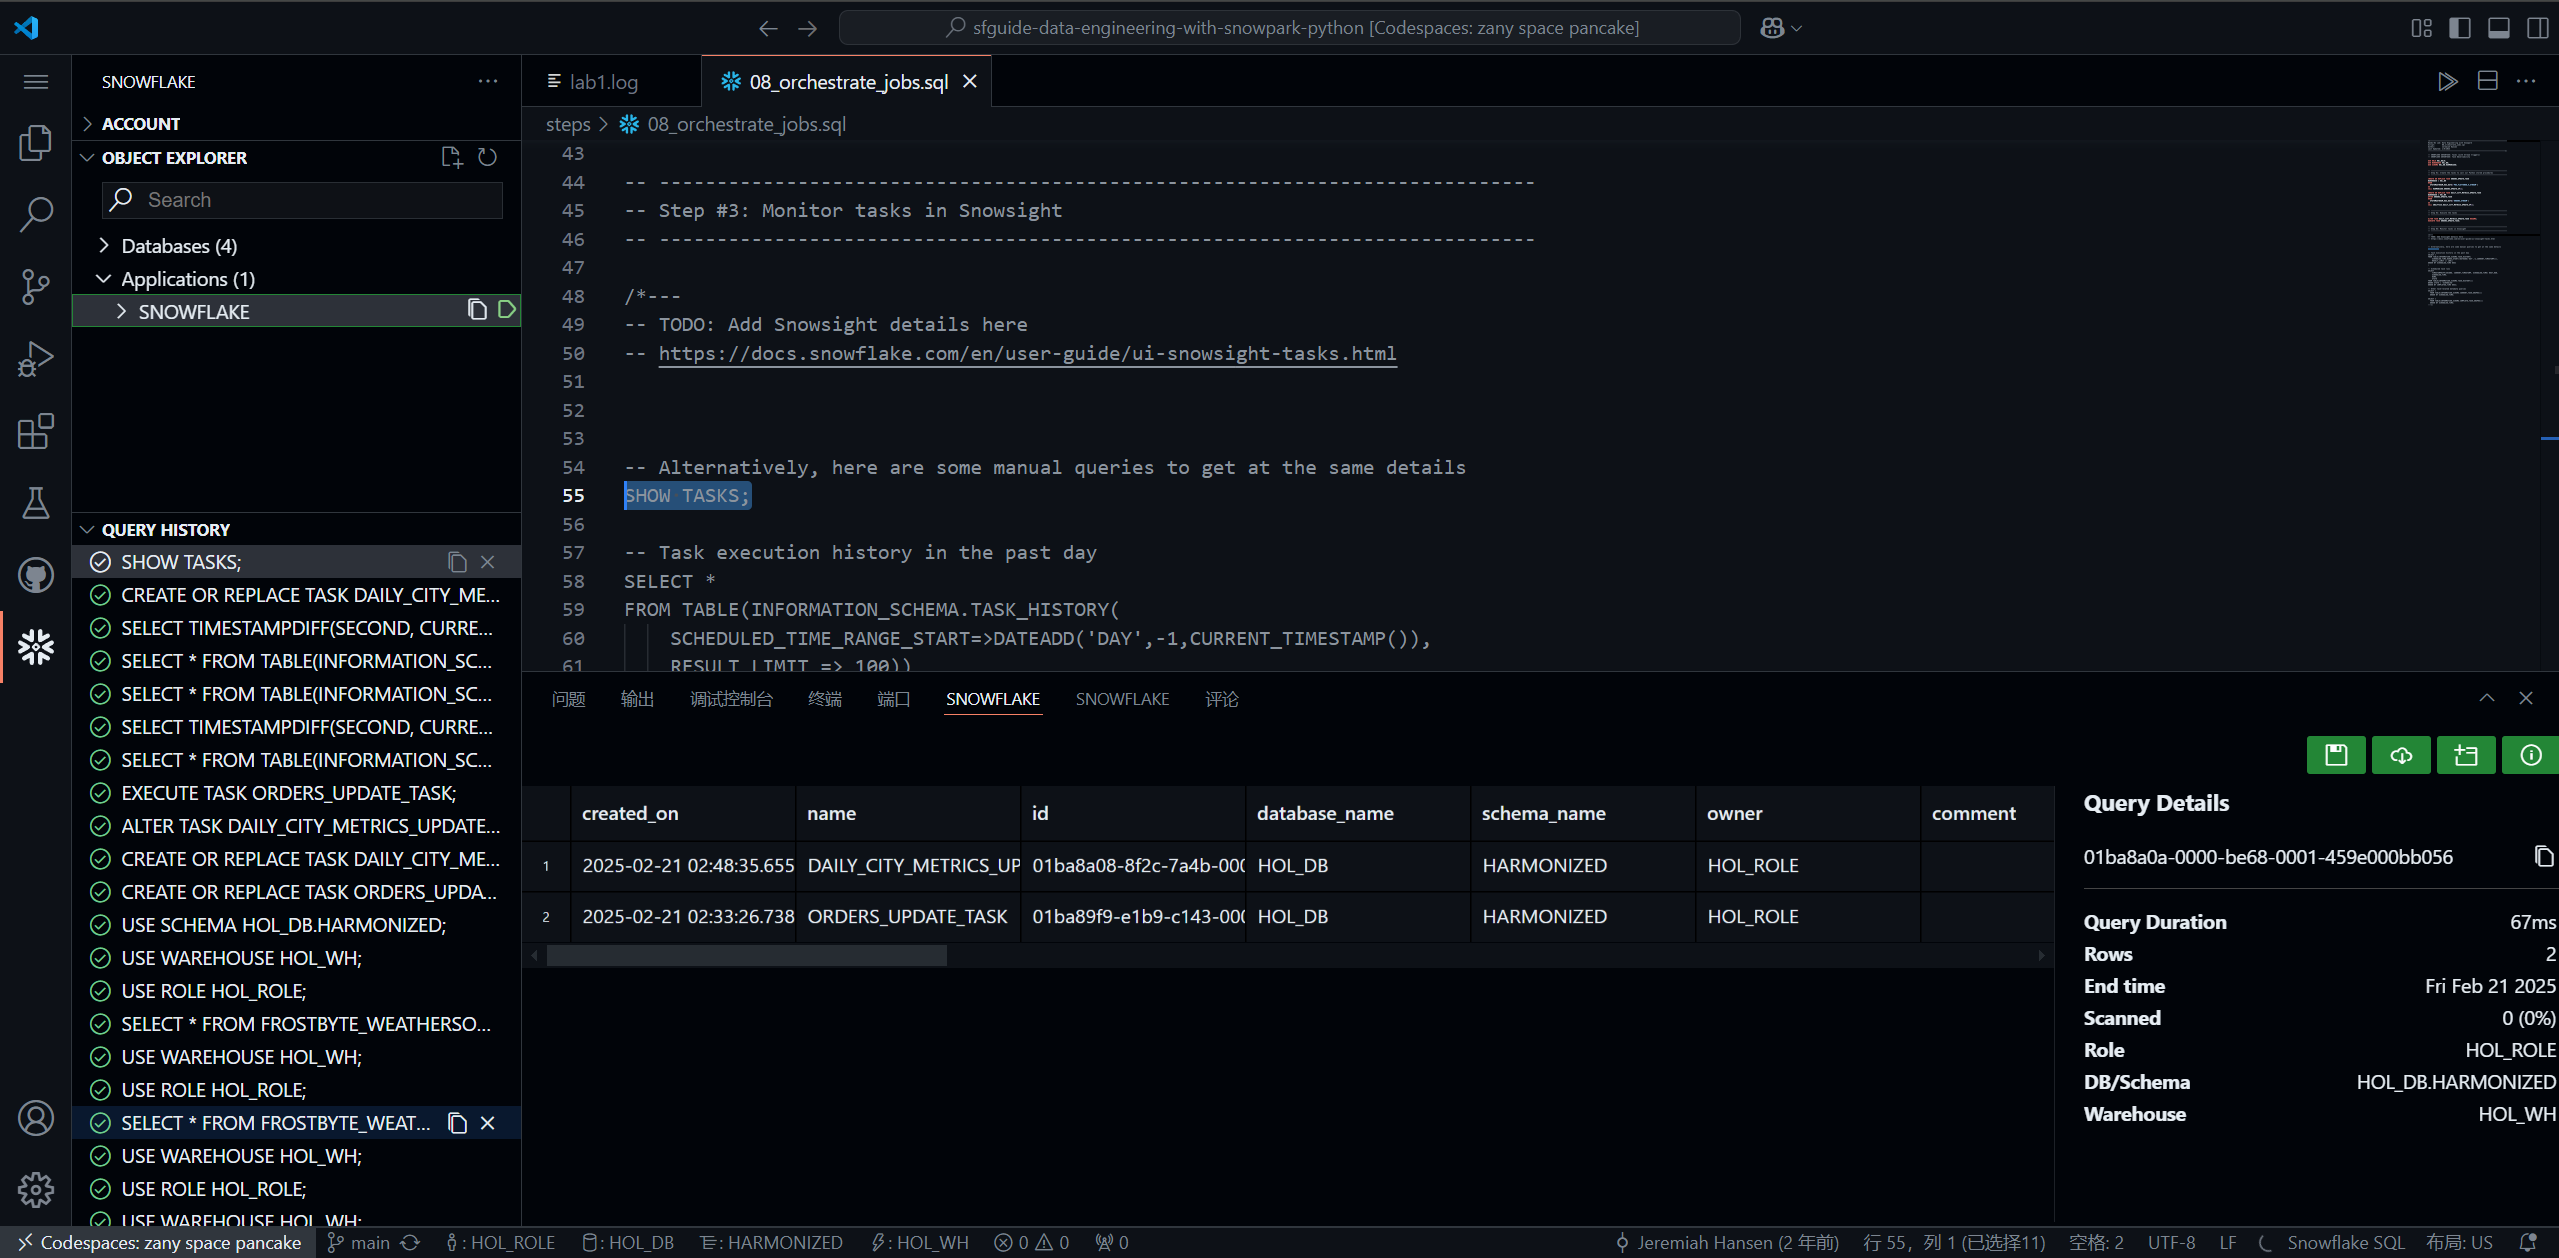 sfguide-data-engineering-with-snowpark-python [Codespaces: zany space pancake]
SNOWFLAKE
ACCOUNT
OBJECT EXPLORER
Search
Databases (4)
Applications (1)
SNOWFLAKE
QUERY HISTORY
SHOW TASKS;
CREATE OR REPLACE TASK DAILY_CITY_ME...
SELECT TIMESTAMPDIFF(SECOND, CURRE...
SELECT * FROM TABLE(INFORMATION_SC...
SELECT * FROM TABLE(INFORMATION_SC...
SELECT TIMESTAMPDIFF(SECOND, CURRE...
SELECT * FROM TABLE(INFORMATION_SC...
EXECUTE TASK ORDERS_UPDATE_TASK;
ALTER TASK DAILY_CITY_METRICS_UPDATE...
CREATE OR REPLACE TASK DAILY_CITY_ME...
CREATE OR REPLACE TASK ORDERS_UPDA...
USE SCHEMA HOL_DB.HARMONIZED;
USE WAREHOUSE HOL_WH;
USE ROLE HOL_ROLE;
SELECT * FROM FROSTBYTE_WEATHERSO...
USE WAREHOUSE HOL_WH;
USE ROLE HOL_ROLE;
SELECT * FROM FROSTBYTE_WEAT...
USE WAREHOUSE HOL_WH;
USE ROLE HOL_ROLE;
USE WAREHOUSE HOL_WH;
lab1.log
08_orchestrate_jobs.sql
steps > 08_orchestrate_jobs.sql
43
44 -- ----------------------------------------------------------------------------
45 -- Step #3: Monitor tasks in Snowsight
46 -- ----------------------------------------------------------------------------
47
48 /*---
49 -- TODO: Add Snowsight details here
50 -- https://docs.snowflake.com/en/user-guide/ui-snowsight-tasks.html
51
52
53
54 -- Alternatively, here are some manual queries to get at the same details
55 SHOW TASKS;
56
57 -- Task execution history in the past day
58 SELECT *
59 FROM TABLE(INFORMATION_SCHEMA.TASK_HISTORY(
60 SCHEDULED_TIME_RANGE_START=>DATEADD('DAY',-1,CURRENT_TIMESTAMP()),
61 RESULT_LIMIT => 100))
问题 输出 调试控制台 终端 端口 SNOWFLAKE SNOWFLAKE 评论
created_on name id database_name schema_name owner comment
1 2025-02-21 02:48:35.655 DAILY_CITY_METRICS_UP 01ba8a08-8f2c-7a4b-000 HOL_DB HARMONIZED HOL_ROLE
2 2025-02-21 02:33:26.738 ORDERS_UPDATE_TASK 01ba89f9-e1b9-c143-000 HOL_DB HARMONIZED HOL_ROLE
Query Details
01ba8a0a-0000-be68-0001-459e000bb056
Query Duration 67ms
Rows 2
End time Fri Feb 21 2025
Scanned 0 (0%)
Role HOL_ROLE
DB/Schema HOL_DB.HARMONIZED
Warehouse HOL_WH
Codespaces: zany space pancake main : HOL_ROLE : HOL_DB : HARMONIZED : HOL_WH 0 0 0 Jeremiah Hansen (2 年前) 行 55，列 1 (已选择11) 空格: 2 UTF-8 LF Snowflake SQL 布局: US